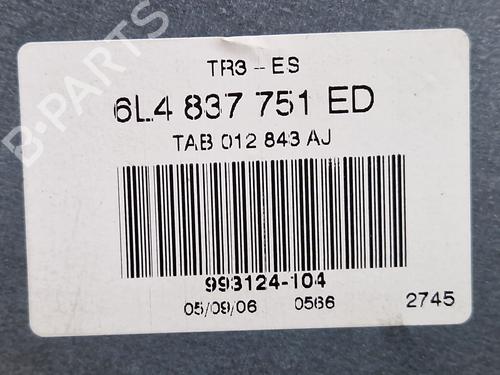 TR3-ES
6L4 837 751 ED
TAB 012 843 AJ
993124-104
05/09/06 0566 2745
B-PARTS